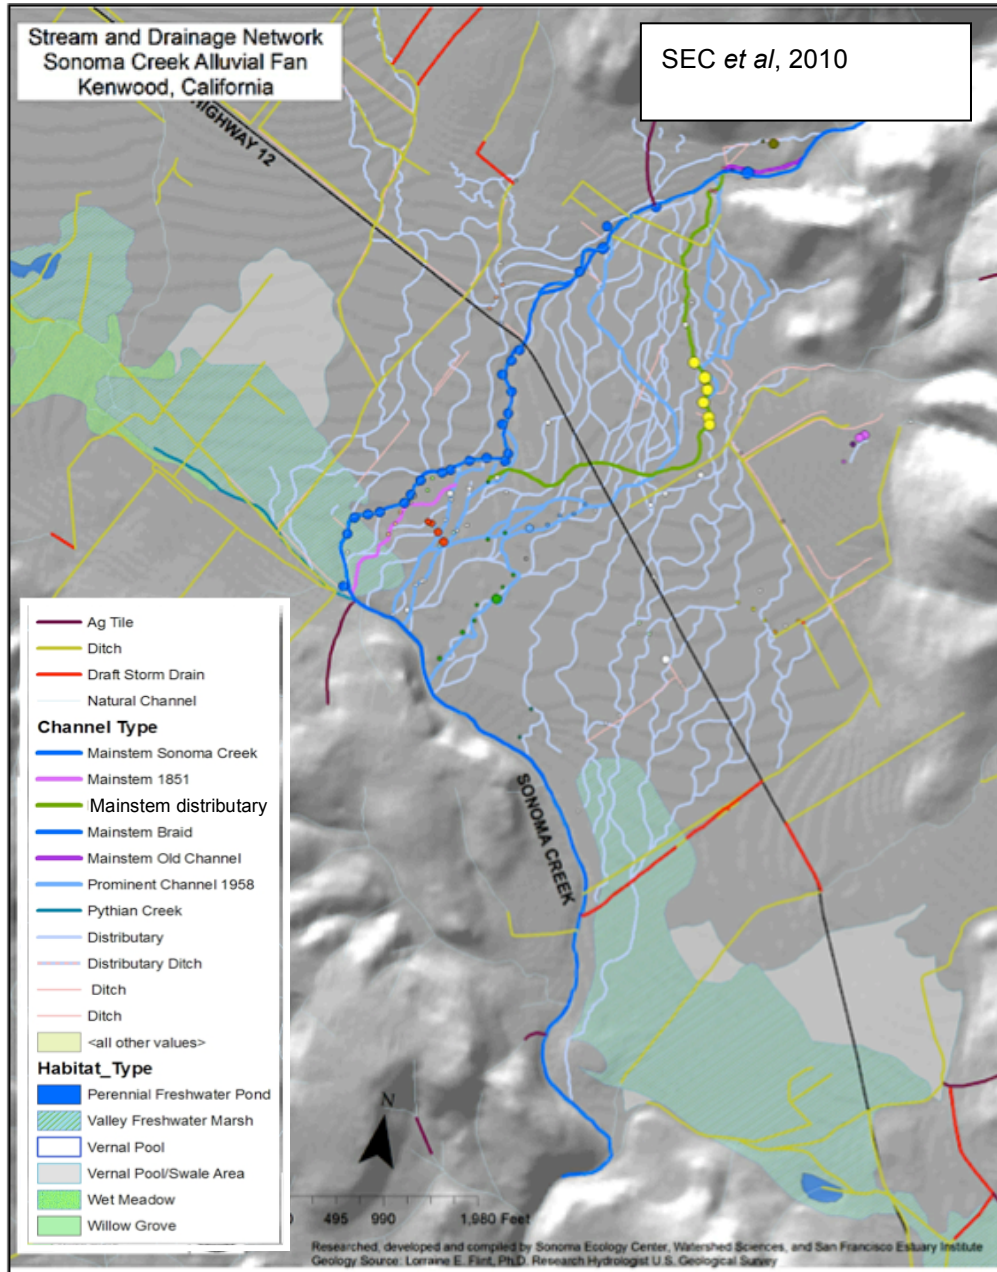 Stream and Drainage Network
Sonoma Creek Alluvial Fan
Kenwood, California
SEC et al, 2010
HIGHWAY 12
SONOMA CREEK
Ag Tile
Ditch
Draft Storm Drain
Natural Channel
Channel Type
Mainstem Sonoma Creek
Mainstem 1851
Mainstem distributary
Mainstem Braid
Mainstem Old Channel
Prominent Channel 1958
Pythian Creek
Distributary
Distributary Ditch
Ditch
Ditch
<all other values>
Habitat_Type
Perennial Freshwater Pond
Valley Freshwater Marsh
Vernal Pool
Vernal Pool/Swale Area
Wet Meadow
Willow Grove
N
0 495 990 1,980 Feet
Researched, developed and compiled by Sonoma Ecology Center, Watershed Sciences, and San Francisco Estuary Institute
Geology Source: Lorraine E. Flint, Ph.D. Research Hydrologist U.S. Geological Survey